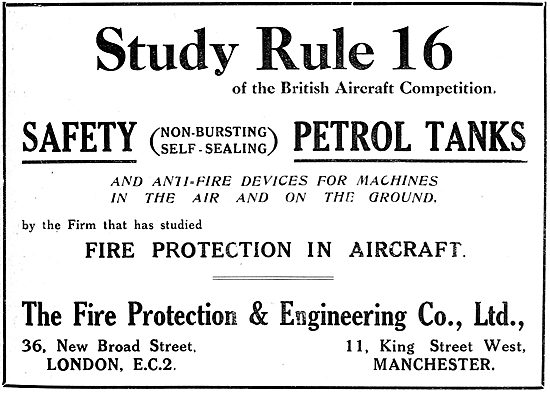 Study Rule 16
of the British Aircraft Competition.
SAFETY (NON-BURSTING SELF-SEALING) PETROL TANKS
AND ANTI-FIRE DEVICES FOR MACHINES
IN THE AIR AND ON THE GROUND.
by the Firm that has studied
FIRE PROTECTION IN AIRCRAFT.
The Fire Protection & Engineering Co., Ltd.,
36, New Broad Street, 11, King Street West,
LONDON, E.C.2. MANCHESTER.